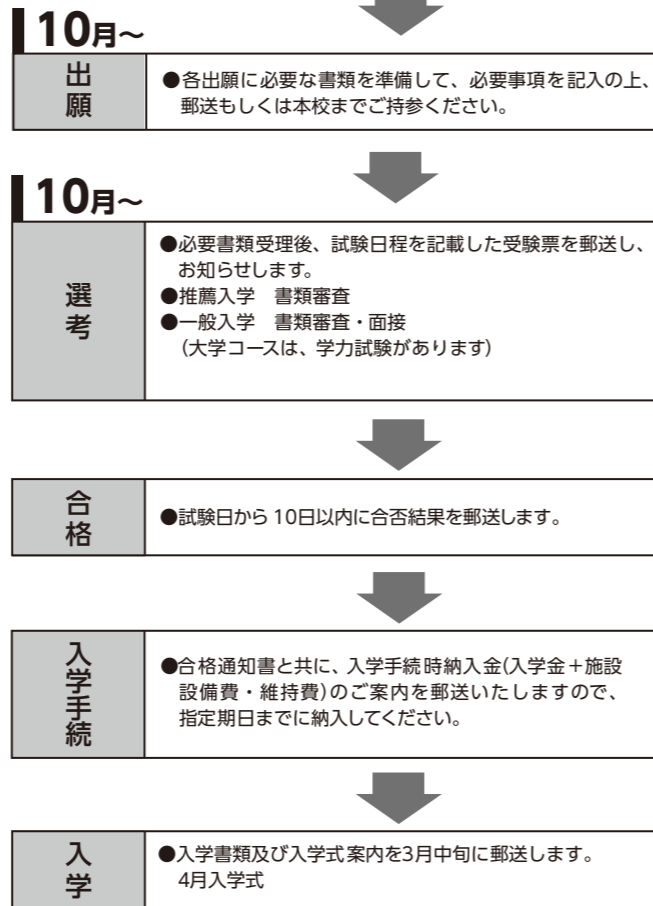 10月～
出願
●各出願に必要な書類を準備して、必要事項を記入の上、
郵送もしくは本校までご持参ください。
10月～
選考
●必要書類受理後、試験日程を記載した受験票を郵送し、
お知らせします。
●推薦入学　書類審査
●一般入学　書類審査・面接
(大学コースは、学力試験があります)
合格
●試験日から10日以内に合否結果を郵送します。
入学手続
●合格通知書と共に、入学手続時納入金(入学金＋施設
設備費・維持費)のご案内を郵送いたしますので、
指定期日までに納入してください。
入学
●入学書類及び入学式案内を3月中旬に郵送します。
4月入学式